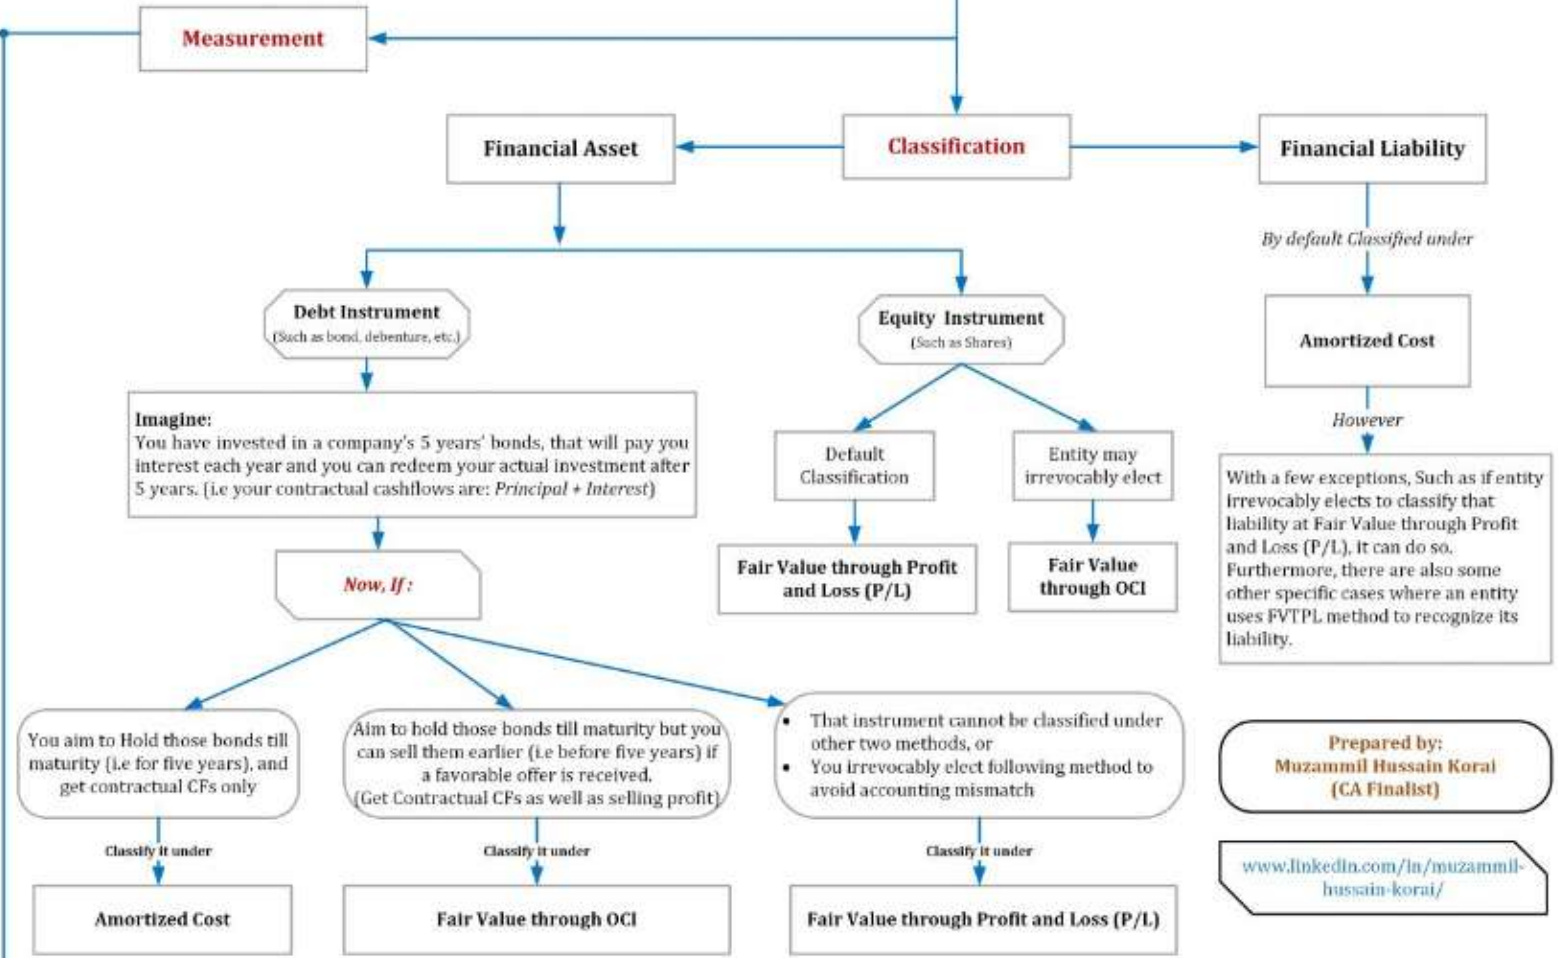 Measurement
Financial Asset
Classification
Financial Liability
By default Classified under
Debt Instrument
(Such as bond, debenture, etc.)
Equity Instrument
(Such as Shares)
Amortized Cost
However
Imagine:
You have invested in a company's 5 years' bonds, that will pay you
interest each year and you can redeem your actual investment after
5 years. (i.e your contractual cashflows are: Principal + Interest)
Default
Classification
Entity may
irrevocably elect
With a few exceptions, Such as if entity
irrevocably elects to classify that
liability at Fair Value through Profit
and Loss (P/L), it can do so.
Furthermore, there are also some
other specific cases where an entity
uses FVTPL method to recognize its
liability.
Fair Value through Profit
and Loss (P/L)
Fair Value
through OCI
Now, If :
You aim to Hold those bonds till
maturity (i.e for five years), and
get contractual CFs only
Aim to hold those bonds till maturity but you
can sell them earlier (i.e before five years) if
a favorable offer is received.
(Get Contractual CFs as well as selling profit)
• That instrument cannot be classified under
other two methods, or
• You irrevocably elect following method to
avoid accounting mismatch
Prepared by:
Muzammil Hussain Korai
(CA Finalist)
Classify it under
Classify it under
Classify it under
www.linkedin.com/in/muzammil-
hussain-korai/
Amortized Cost
Fair Value through OCI
Fair Value through Profit and Loss (P/L)